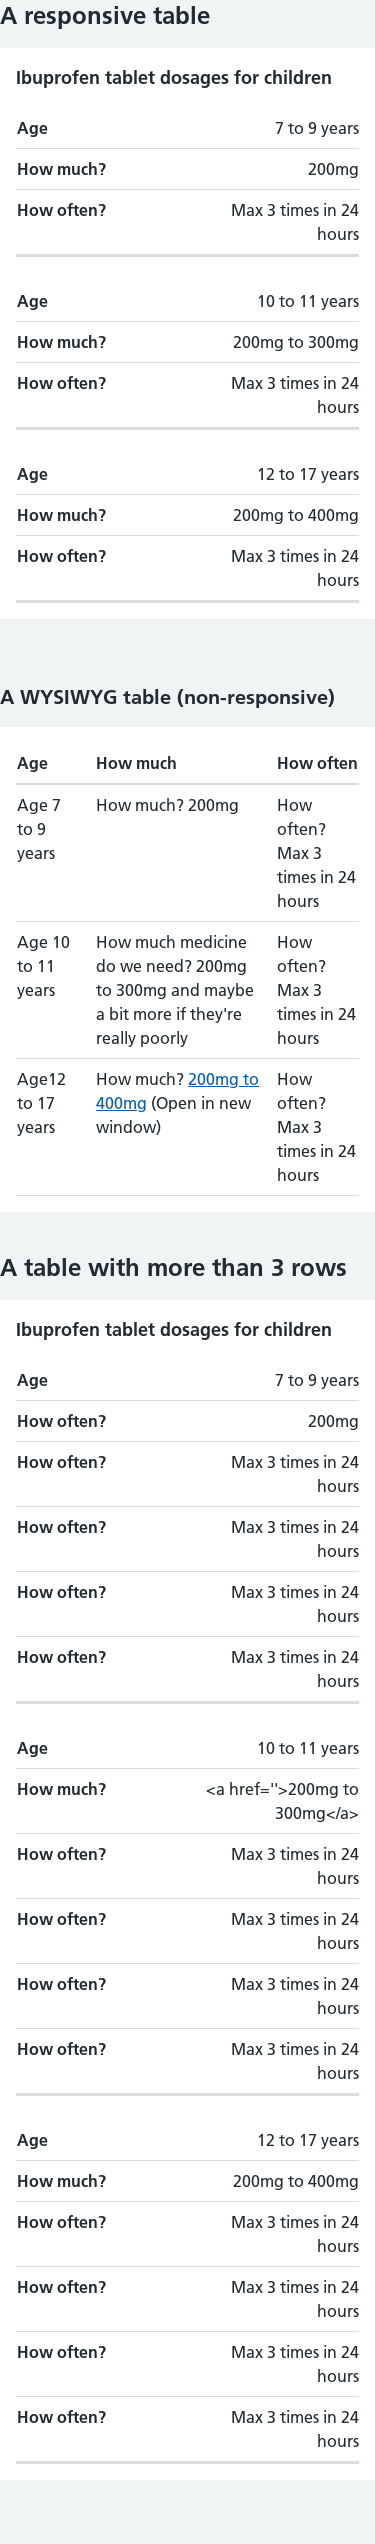 A responsive table
Ibuprofen tablet dosages for children
Age 7 to 9 years
How much? 200mg
How often? Max 3 times in 24
hours
Age 10 to 11 years
How much? 200mg to 300mg
How often? Max 3 times in 24
hours
Age 12 to 17 years
How much? 200mg to 400mg
How often? Max 3 times in 24
hours
A WYSIWYG table (non-responsive)
Age How much How often
Age 7
to 9
years
How much? 200mg
How
often?
Max 3
times in 24
hours
Age 10
to 11
years
How much medicine
do we need? 200mg
to 300mg and maybe
a bit more if they're
really poorly
How
often?
Max 3
times in 24
hours
Age12
to 17
years
How much? 200mg to
400mg (Open in new
window)
How
often?
Max 3
times in 24
hours
A table with more than 3 rows
Ibuprofen tablet dosages for children
Age 7 to 9 years
How often? 200mg
How often? Max 3 times in 24
hours
How often? Max 3 times in 24
hours
How often? Max 3 times in 24
hours
How often? Max 3 times in 24
hours
Age 10 to 11 years
How much? <a href=''>200mg to
300mg</a>
How often? Max 3 times in 24
hours
How often? Max 3 times in 24
hours
How often? Max 3 times in 24
hours
How often? Max 3 times in 24
hours
Age 12 to 17 years
How much? 200mg to 400mg
How often? Max 3 times in 24
hours
How often? Max 3 times in 24
hours
How often? Max 3 times in 24
hours
How often? Max 3 times in 24
hours